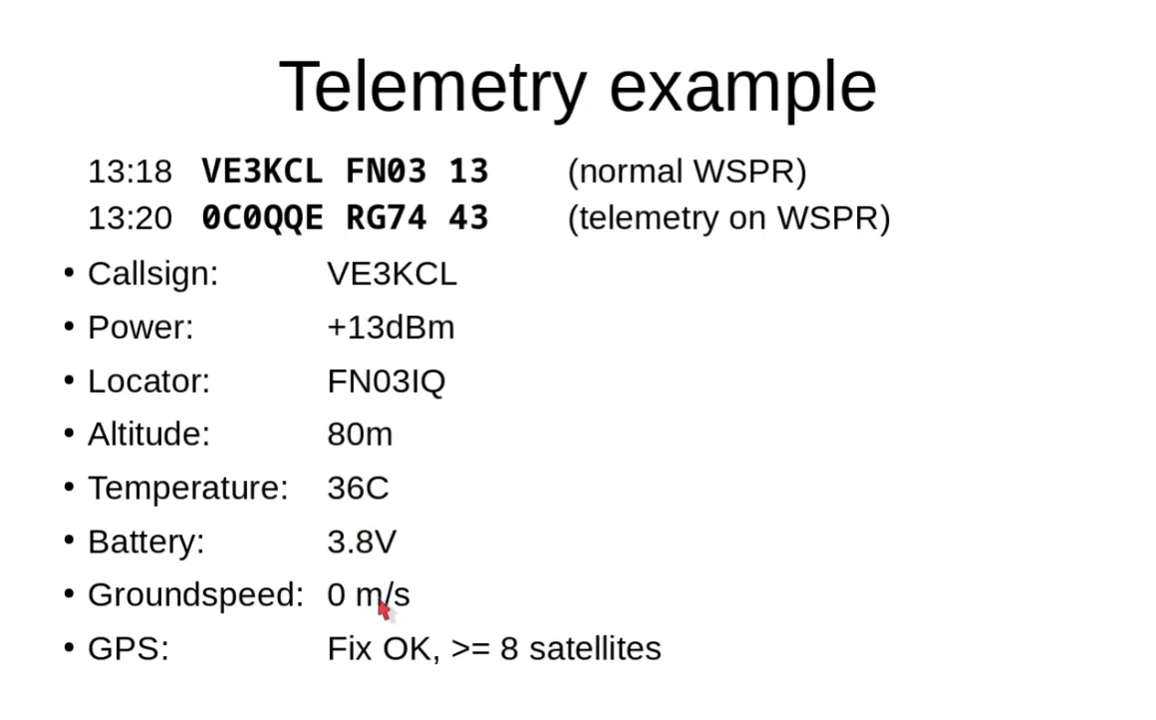 Telemetry example
13:18 VE3KCL FN03 13 (normal WSPR)
13:20 0C0QQE RG74 43 (telemetry on WSPR)
• Callsign: VE3KCL
• Power: +13dBm
• Locator: FN03IQ
• Altitude: 80m
• Temperature: 36C
• Battery: 3.8V
• Groundspeed: 0 m/s
• GPS: Fix OK, >= 8 satellites